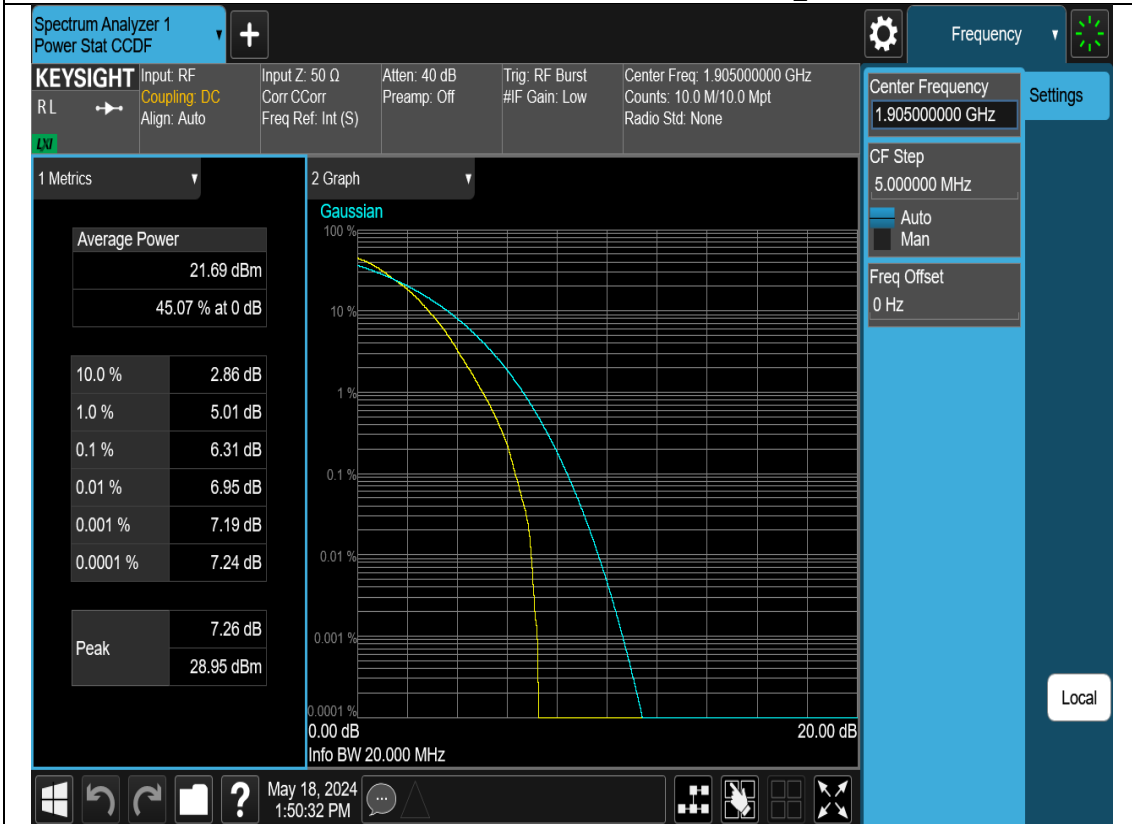 Spectrum Analyzer 1
Power Stat CCDF
+
Frequency
KEYSIGHT
RL
LXI
Input: RF
Coupling: DC
Align: Auto
Input Z: 50 Ω
Corr CCorr
Freq Ref: Int (S)
Atten: 40 dB
Preamp: Off
Trig: RF Burst
#IF Gain: Low
Center Freq: 1.905000000 GHz
Counts: 10.0 M/10.0 Mpt
Radio Std: None
Center Frequency
1.905000000 GHz
Settings
CF Step
5.000000 MHz
Auto
Man
Freq Offset
0 Hz
Local
1 Metrics
Average Power
21.69 dBm
45.07 % at 0 dB
10.0 % 2.86 dB
1.0 % 5.01 dB
0.1 % 6.31 dB
0.01 % 6.95 dB
0.001 % 7.19 dB
0.0001 % 7.24 dB
Peak
7.26 dB
28.95 dBm
2 Graph
Gaussian
100 %
10 %
1 %
0.1 %
0.01 %
0.001 %
0.0001 %
0.00 dB 20.00 dB
Info BW 20.000 MHz
?
May 18, 2024
1:50:32 PM